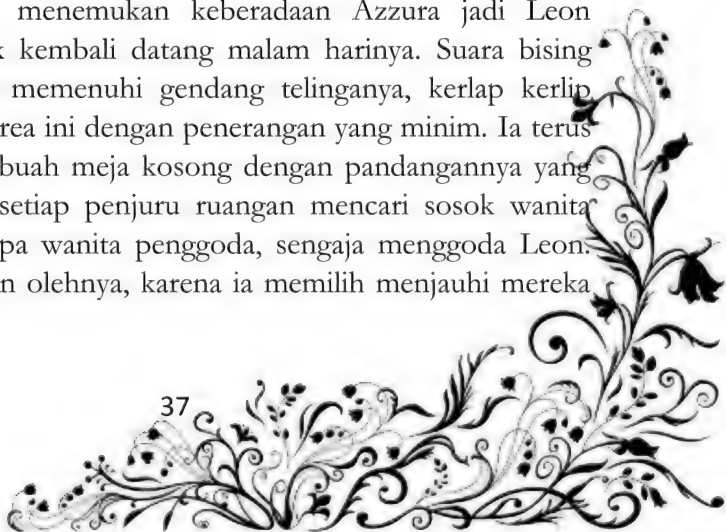 menemukan keberadaan Azzura jadi Leon
kembali datang malam harinya. Suara bising
memenuhi gendang telinganya, kerlap kerlip
rea ini dengan penerangan yang minim. Ia terus
buah meja kosong dengan pandangannya yang
setiap penjuru ruangan mencari sosok wanita
pa wanita penggoda, sengaja menggoda Leon.
n olehnya, karena ia memilih menjauhi mereka
37